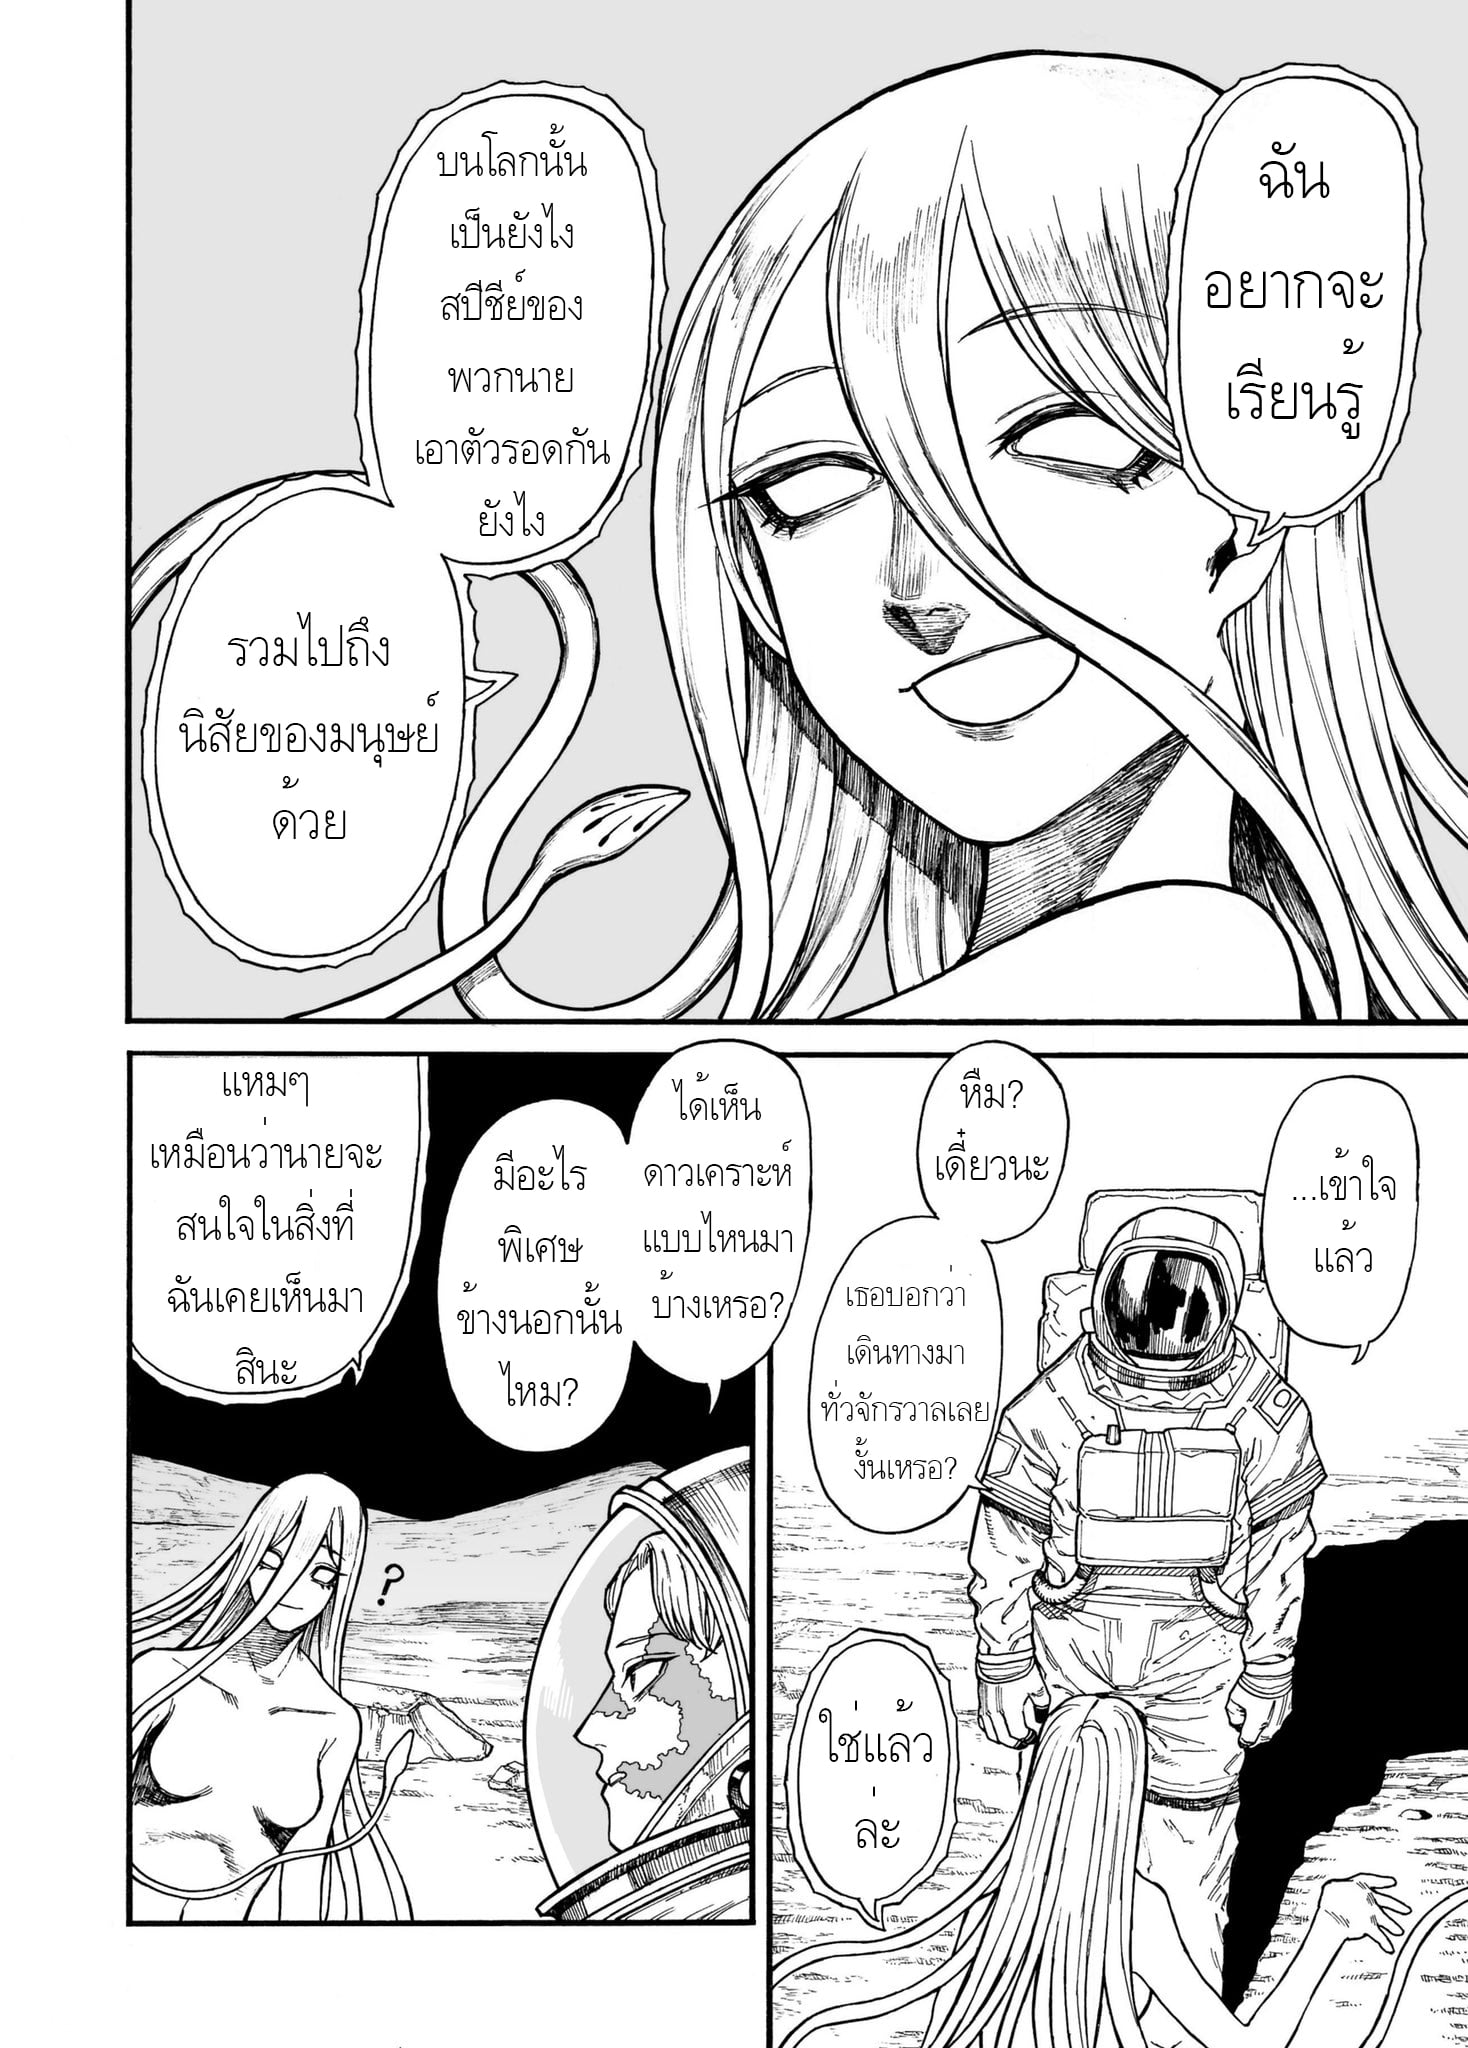 ฉัน
อยากจะ
เรียนรู้
บนโลกนั้น
เป็นยังไง
สปีชีย์ของ
พวกนาย
เอาตัวรอดกัน
ยังไง
รวมไปถึง
นิสัยของมนุษย์
ด้วย
...เข้าใจ
แล้ว
หืม?
เดี๋ยวนะ
เธอบอกว่า
เดินทางมา
ทั่วจักรวาลเลย
งั้นเหรอ?
ใช่แล้ว
ล่ะ
ได้เห็น
ดาวเคราะห์
แบบไหนมา
บ้างเหรอ?
มีอะไร
พิเศษ
ข้างนอกนั้น
ไหม?
แหมๆ
เหมือนว่านายจะ
สนใจในสิ่งที่
ฉันเคยเห็นมา
สินะ
?